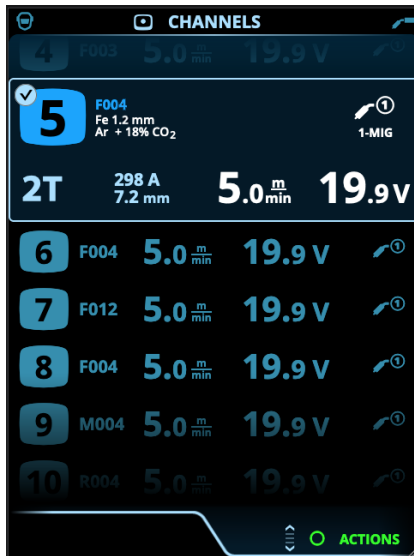 CHANNELS
4 F003 5.0 m/min 19.9 V 1
5 F004 1
Fe 1.2 mm
Ar + 18% CO2 1-MIG
2T 298 A 5.0 m/min 19.9 V
7.2 mm
6 F004 5.0 m/min 19.9 V 1
7 F012 5.0 m/min 19.9 V 1
8 F004 5.0 m/min 19.9 V 1
9 M004 5.0 m/min 19.9 V 1
10 R004 5.0 m/min 19.9 V 1
ACTIONS